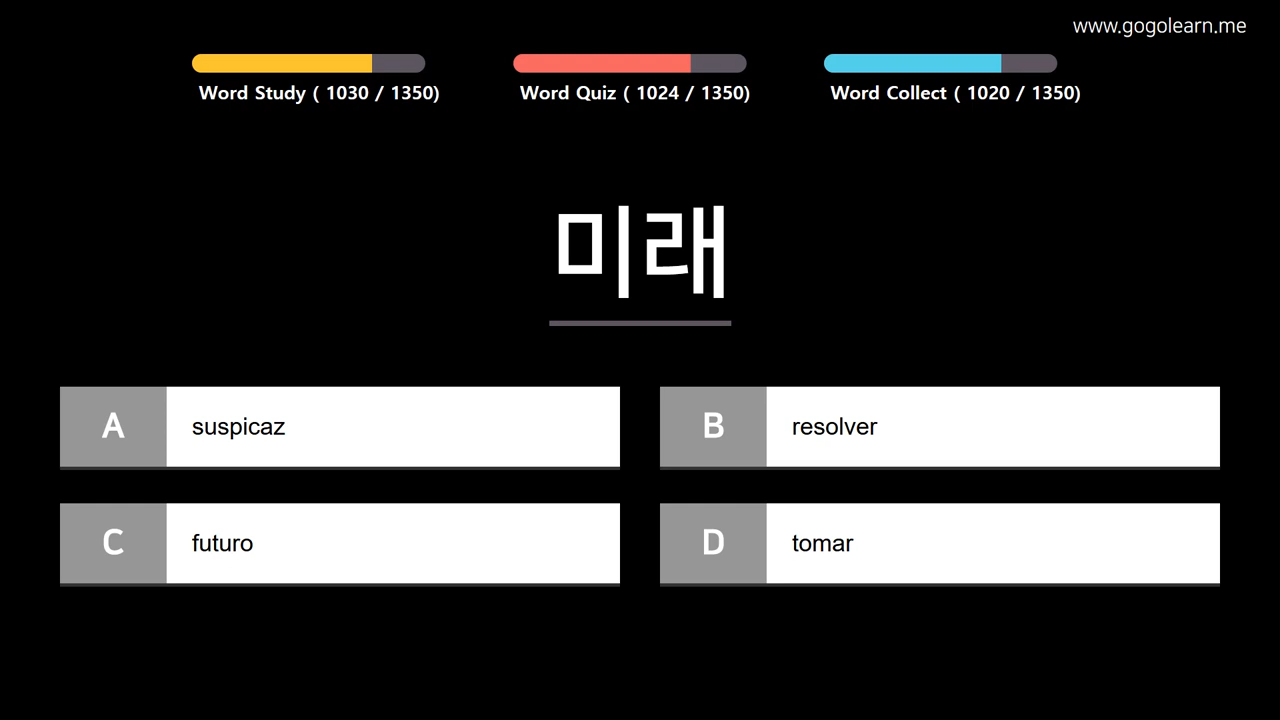 www.gogolearn.me
Word Study ( 1030 / 1350)
Word Quiz ( 1024 / 1350)
Word Collect ( 1020 / 1350)
미래
A suspicaz
B resolver
C futuro
D tomar